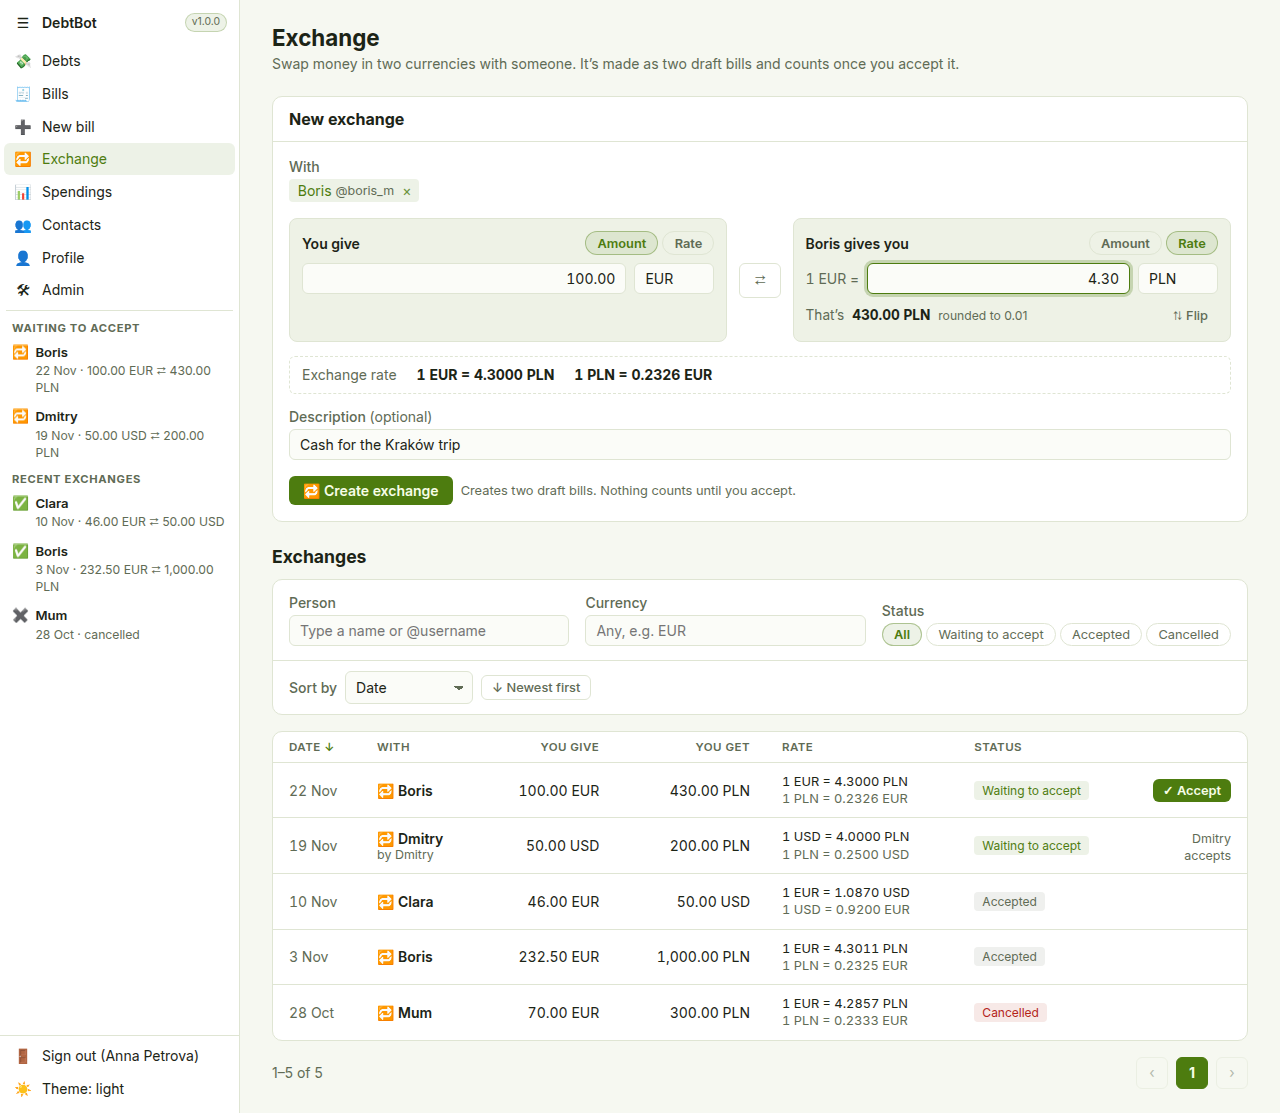 DebtBot
v1.0.0
Debts
Bills
New bill
Exchange
Spendings
Contacts
Profile
Admin
WAITING TO ACCEPT
Boris
22 Nov · 100.00 EUR ⇄ 430.00
PLN
Dmitry
19 Nov · 50.00 USD ⇄ 200.00
PLN
RECENT EXCHANGES
Clara
10 Nov · 46.00 EUR ⇄ 50.00 USD
Boris
3 Nov · 232.50 EUR ⇄ 1,000.00
PLN
Mum
28 Oct · cancelled
Sign out (Anna Petrova)
Theme: light
Exchange
Swap money in two currencies with someone. It’s made as two draft bills and counts once you accept it.
New exchange
With
Boris @boris_m ×
You give
Amount
Rate
100.00
EUR
⇄
Boris gives you
Amount
Rate
1 EUR =
4.30
PLN
That’s 430.00 PLN rounded to 0.01
⇅ Flip
Exchange rate 1 EUR = 4.3000 PLN 1 PLN = 0.2326 EUR
Description (optional)
Cash for the Kraków trip
Create exchange
Creates two draft bills. Nothing counts until you accept.
Exchanges
Person
Type a name or @username
Currency
Any, e.g. EUR
Status
All
Waiting to accept
Accepted
Cancelled
Sort by
Date
↓ Newest first
DATE ↓ WITH YOU GIVE YOU GET RATE STATUS
22 Nov Boris 100.00 EUR 430.00 PLN 1 EUR = 4.3000 PLN Waiting to accept ✓ Accept
1 PLN = 0.2326 EUR
19 Nov Dmitry 50.00 USD 200.00 PLN 1 USD = 4.0000 PLN Waiting to accept Dmitry
by Dmitry 1 PLN = 0.2500 USD accepts
10 Nov Clara 46.00 EUR 50.00 USD 1 EUR = 1.0870 USD Accepted
1 USD = 0.9200 EUR
3 Nov Boris 232.50 EUR 1,000.00 PLN 1 EUR = 4.3011 PLN Accepted
1 PLN = 0.2325 EUR
28 Oct Mum 70.00 EUR 300.00 PLN 1 EUR = 4.2857 PLN Cancelled
1 PLN = 0.2333 EUR
1–5 of 5
‹ 1 ›